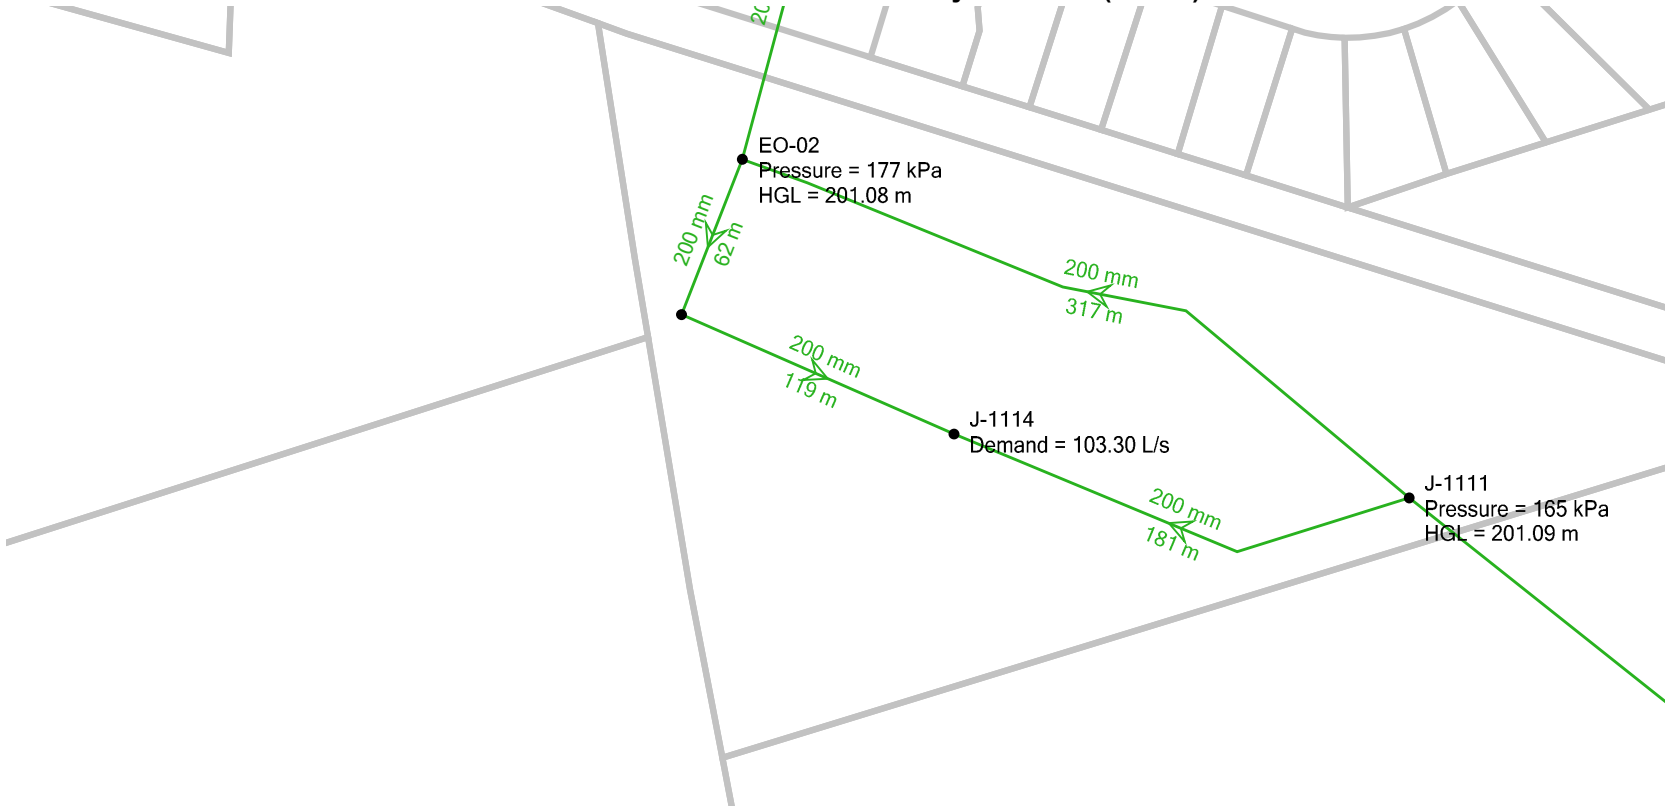 20
EO-02
Pressure = 177 kPa
HGL = 201.08 m
200 mm
62 m
200 mm
317 m
200 mm
119 m
J-1114
Demand = 103.30 L/s
J-1111
Pressure = 165 kPa
HGL = 201.09 m
200 mm
181 m